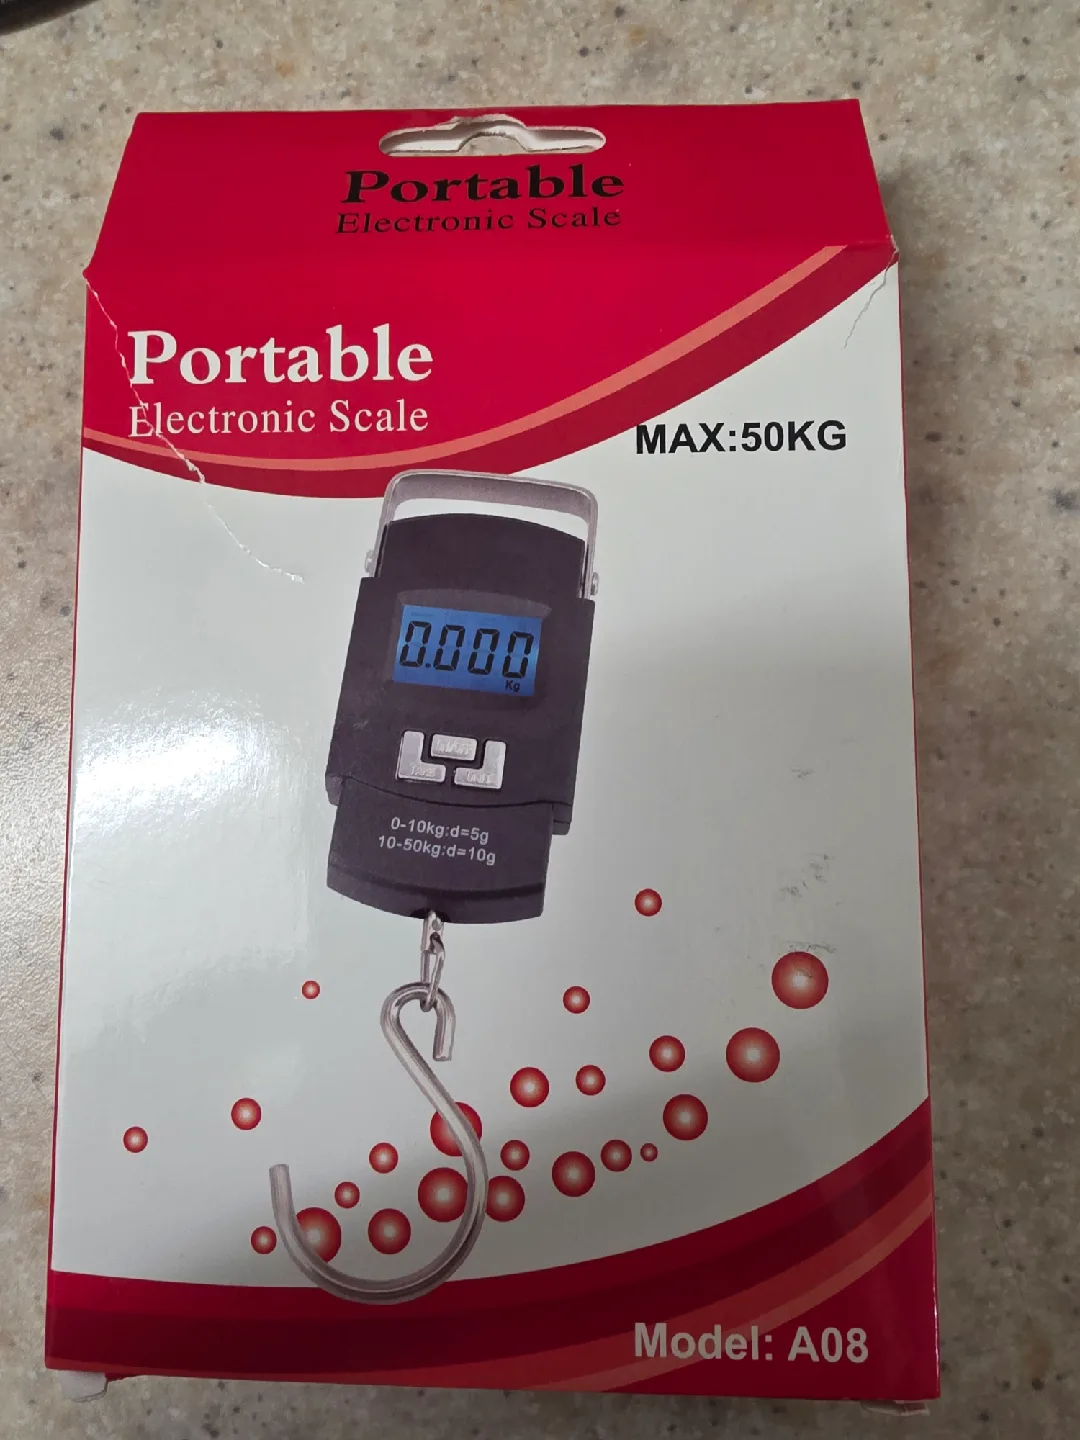 Portable
Electronic Scale
Portable
Electronic Scale
MAX:50KG
0.000
Kg
0-10kg:d=5g
10-50kg:d=10g
Model: A08